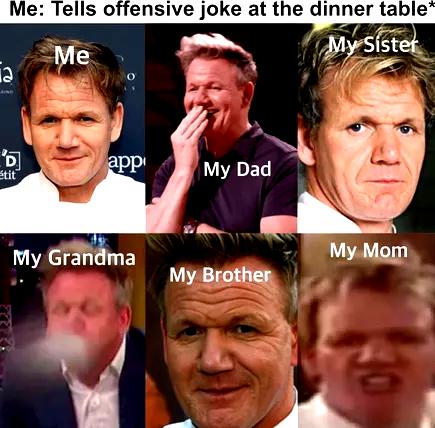 Me: Tells offensive joke at the dinner table*
Me
My Dad
My Sister
My Grandma
My Brother
My Mom